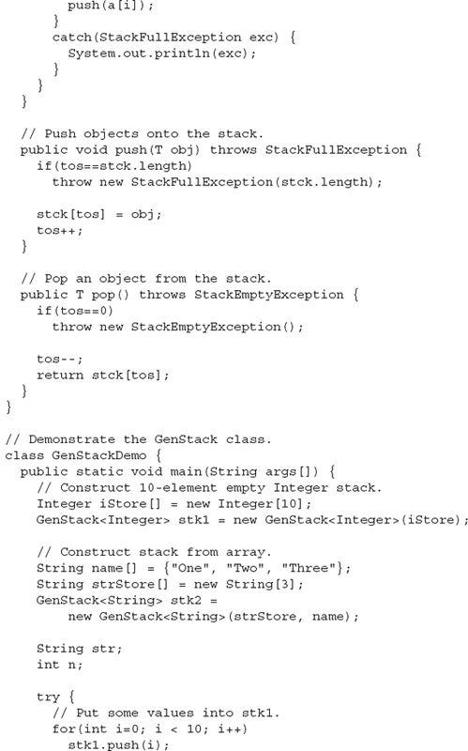 push(a[i]);
      }
      catch(StackFullException exc) {
        System.out.println(exc);
      }
    }
  }

  // Push objects onto the stack.
  public void push(T obj) throws StackFullException {
    if(tos==stck.length)
      throw new StackFullException(stck.length);

    stck[tos] = obj;
    tos++;
  }

  // Pop an object from the stack.
  public T pop() throws StackEmptyException {
    if(tos==0)
      throw new StackEmptyException();

    tos--;
    return stck[tos];
  }
}

// Demonstrate the GenStack class.
class GenStackDemo {
  public static void main(String args[]) {
    // Construct 10-element empty Integer stack.
    Integer iStore[] = new Integer[10];
    GenStack<Integer> stk1 = new GenStack<Integer>(iStore);

    // Construct stack from array.
    String name[] = {"One", "Two", "Three"};
    String strStore[] = new String[3];
    GenStack<String> stk2 =
        new GenStack<String>(strStore, name);

    String str;
    int n;

    try {
      // Put some values into stk1.
      for(int i=0; i < 10; i++)
        stk1.push(i);